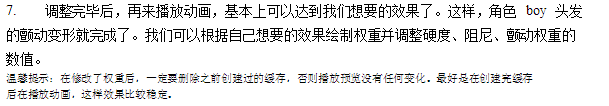 7. 调整完毕后，再来播放动画，基本上可以达到我们想要的效果了。这样，角色 boy 头发
的颤动变形就完成了。我们可以根据自己想要的效果绘制权重并调整硬度、阻尼、颤动权重的
数值。
温馨提示：在修改了权重后，一定要删除之前创建过的缓存，否则播放预览没有任何变化。最好是在创建完缓存
后在播放动画，这样效果比较稳定。